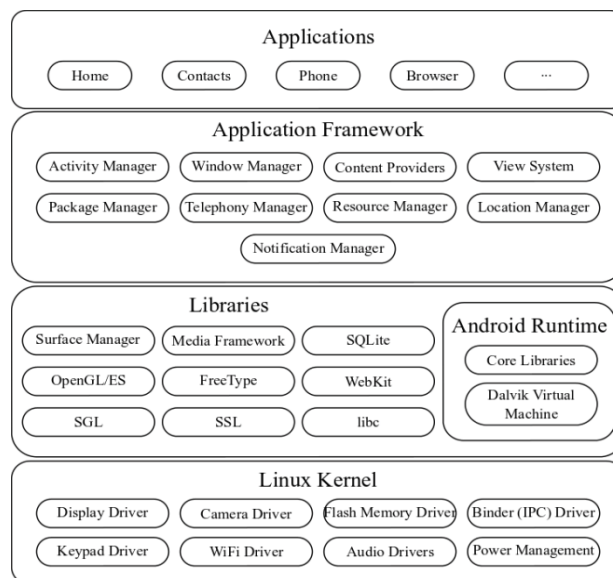 Applications
Home
Contacts
Phone
Browser
...
Application Framework
Activity Manager
Window Manager
Content Providers
View System
Package Manager
Telephony Manager
Resource Manager
Location Manager
Notification Manager
Libraries
Surface Manager
Media Framework
SQLite
OpenGL/ES
FreeType
WebKit
SGL
SSL
libc
Android Runtime
Core Libraries
Dalvik Virtual
Machine
Linux Kernel
Display Driver
Camera Driver
Flash Memory Driver
Binder (IPC) Driver
Keypad Driver
WiFi Driver
Audio Drivers
Power Management